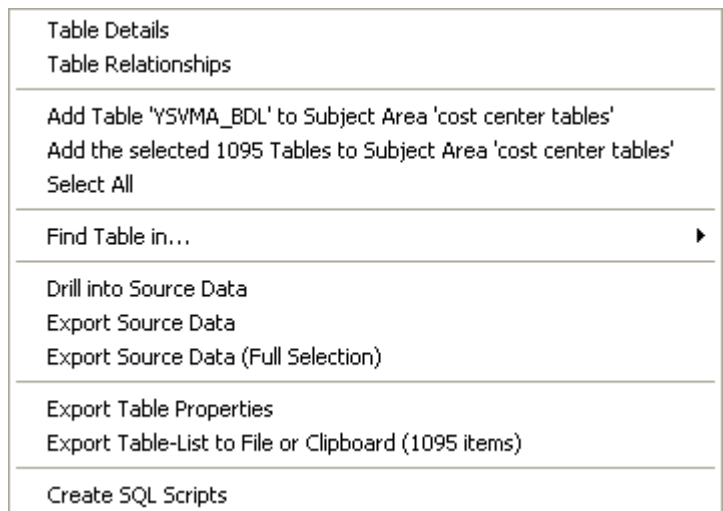 Table Details
Table Relationships
Add Table 'YSVMA_BDL' to Subject Area 'cost center tables'
Add the selected 1095 Tables to Subject Area 'cost center tables'
Select All
Find Table in...
Drill into Source Data
Export Source Data
Export Source Data (Full Selection)
Export Table Properties
Export Table-List to File or Clipboard (1095 items)
Create SQL Scripts